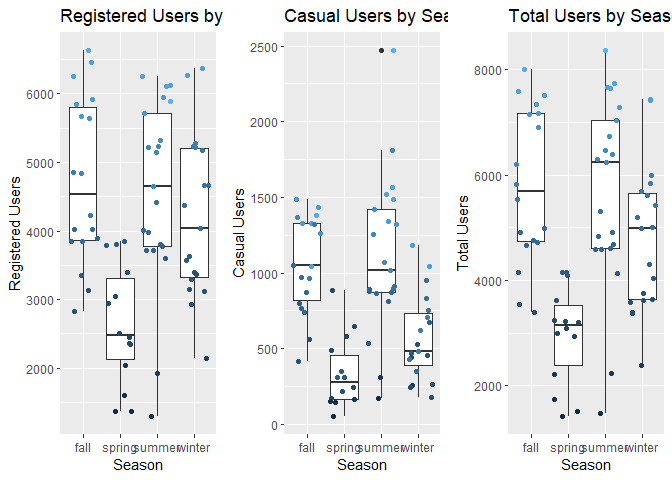 Registered Users by
Registered Users
6000
5000
4000
3000
2000
fall
spring
summer
winter
Season
Casual Users by Sea
Casual Users
2500
2000
1500
1000
500
0
fall
spring
summer
winter
Season
Total Users by Seas
Total Users
8000
6000
4000
2000
fall
spring
summer
winter
Season